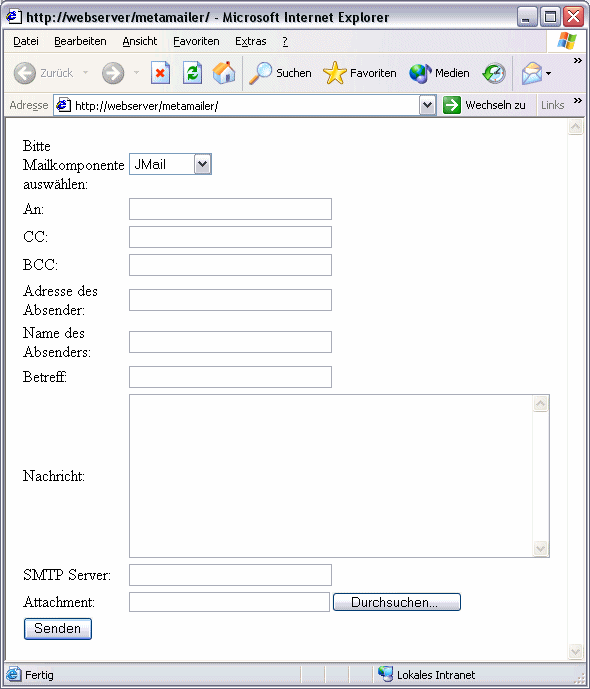 http://webserver/metamailer/ - Microsoft Internet Explorer
Datei Bearbeiten Ansicht Favoriten Extras ?
Zurück Suchen Favoriten Medien »
Adresse http://webserver/metamailer/ Wechseln zu Links »
Bitte
Mailkomponente JMail
auswählen:
An:
CC:
BCC:
Adresse des
Absender:
Name des
Absenders:
Betreff:
Nachricht:
SMTP Server:
Attachment: Durchsuchen...
Senden
Fertig Lokales Intranet